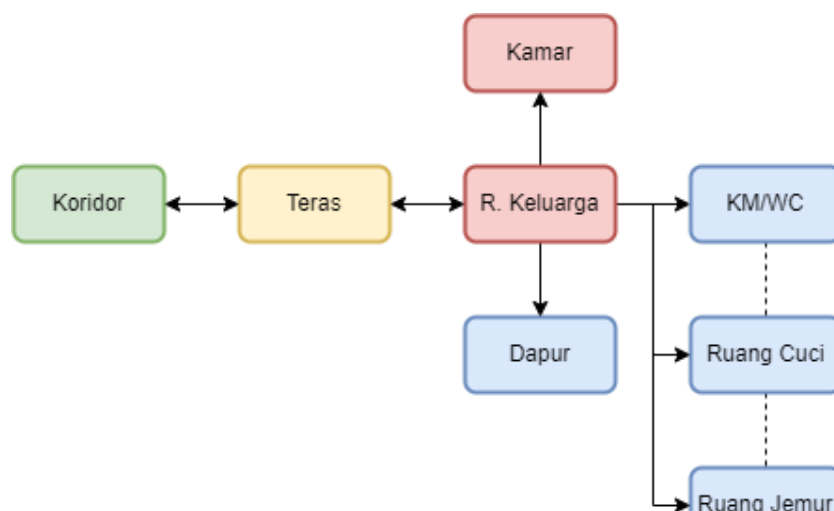 Kamar
Koridor
Teras
R. Keluarga
KM/WC
Dapur
Ruang Cuci
Ruang Jemur